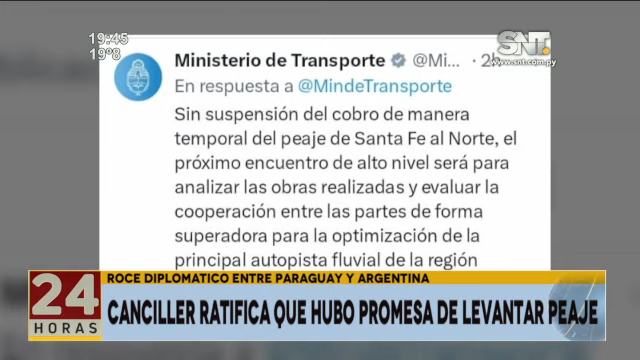 19:45
19°8
SNT.
www.snt.com.py
Ministerio de Transporte @Mi... · 2h
En respuesta a @MindeTransporte
Sin suspensión del cobro de manera
temporal del peaje de Santa Fe al Norte, el
próximo encuentro de alto nivel será para
analizar las obras realizadas y evaluar la
cooperación entre las partes de forma
superadora para la optimización de la
principal autopista fluvial de la región
24
HORAS
ROCE DIPLOMATICO ENTRE PARAGUAY Y ARGENTINA
CANCILLER RATIFICA QUE HUBO PROMESA DE LEVANTAR PEAJE